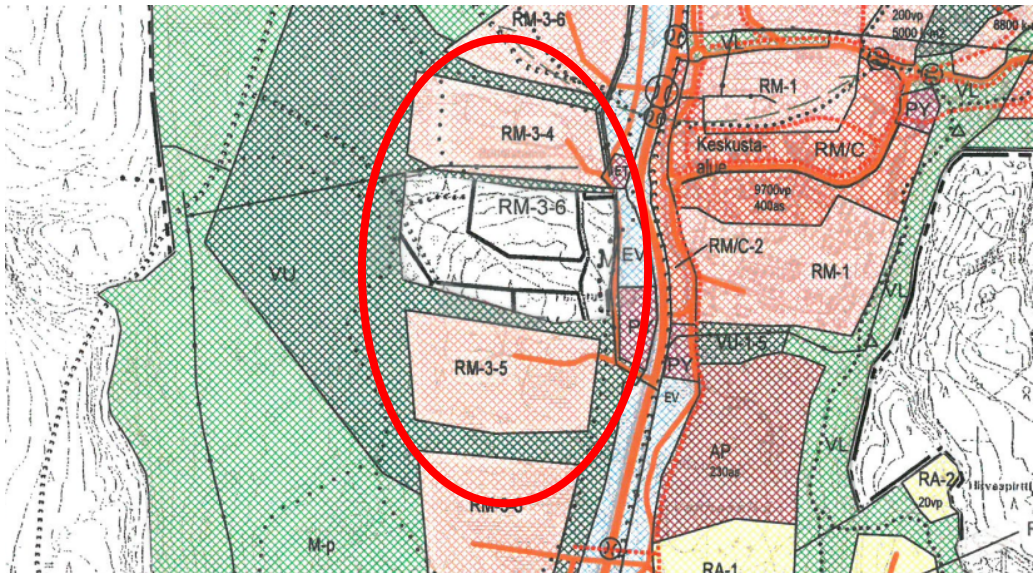 RM-3-6
200vp
5000 k-m2
8800 k-
VL
RM-1
VL
PY
RM-3-4
Keskusta-
alue
RM/C
ET
9700vp
400as
RM-3-6
RM/C-2
M
EV
RM-1
VU
VL
P
VU-1-5
RM-3-5
PY
EV
AP
230as
VL
RA-2
20vp
M-p
RA-1